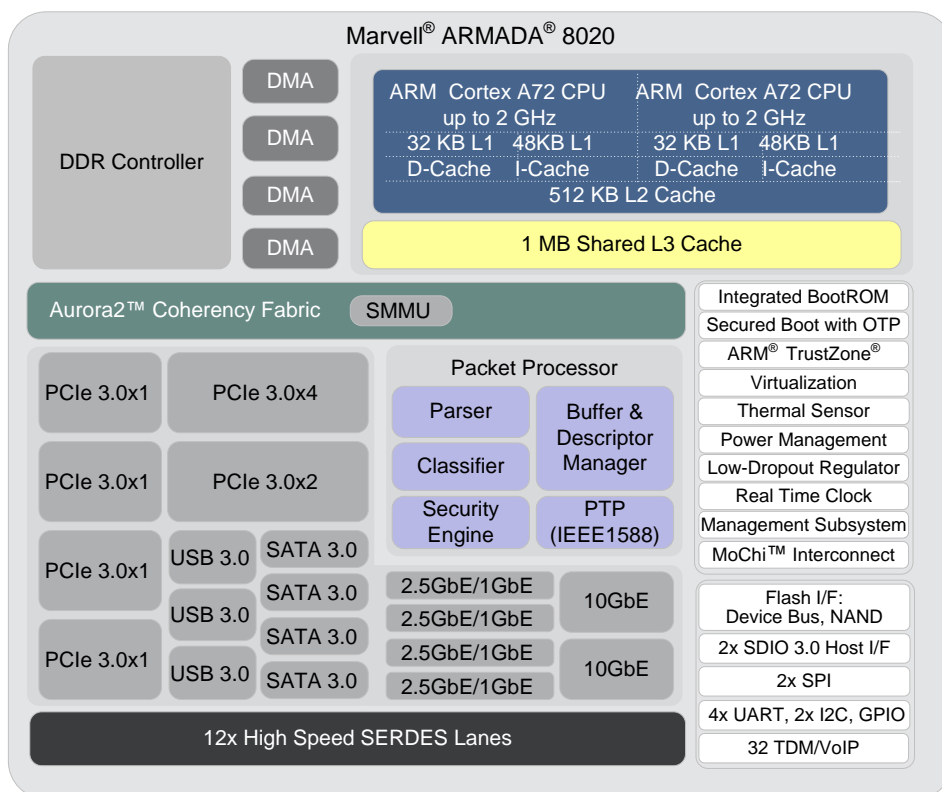 Marvell® ARMADA® 8020
DDR Controller
DMA
DMA
DMA
DMA
ARM Cortex A72 CPU
up to 2 GHz
32 KB L1 48KB L1
D-Cache I-Cache
ARM Cortex A72 CPU
up to 2 GHz
32 KB L1 48KB L1
D-Cache I-Cache
512 KB L2 Cache
1 MB Shared L3 Cache
Aurora2™ Coherency Fabric
SMMU
PCIe 3.0x1
PCIe 3.0x4
PCIe 3.0x1
PCIe 3.0x2
PCIe 3.0x1
PCIe 3.0x1
USB 3.0
USB 3.0
USB 3.0
SATA 3.0
SATA 3.0
SATA 3.0
SATA 3.0
Packet Processor
Parser
Classifier
Security
Engine
Buffer &
Descriptor
Manager
PTP
(IEEE1588)
2.5GbE/1GbE
2.5GbE/1GbE
2.5GbE/1GbE
2.5GbE/1GbE
10GbE
10GbE
12x High Speed SERDES Lanes
Integrated BootROM
Secured Boot with OTP
ARM® TrustZone®
Virtualization
Thermal Sensor
Power Management
Low-Dropout Regulator
Real Time Clock
Management Subsystem
MoChi™ Interconnect
Flash I/F:
Device Bus, NAND
2x SDIO 3.0 Host I/F
2x SPI
4x UART, 2x I2C, GPIO
32 TDM/VoIP